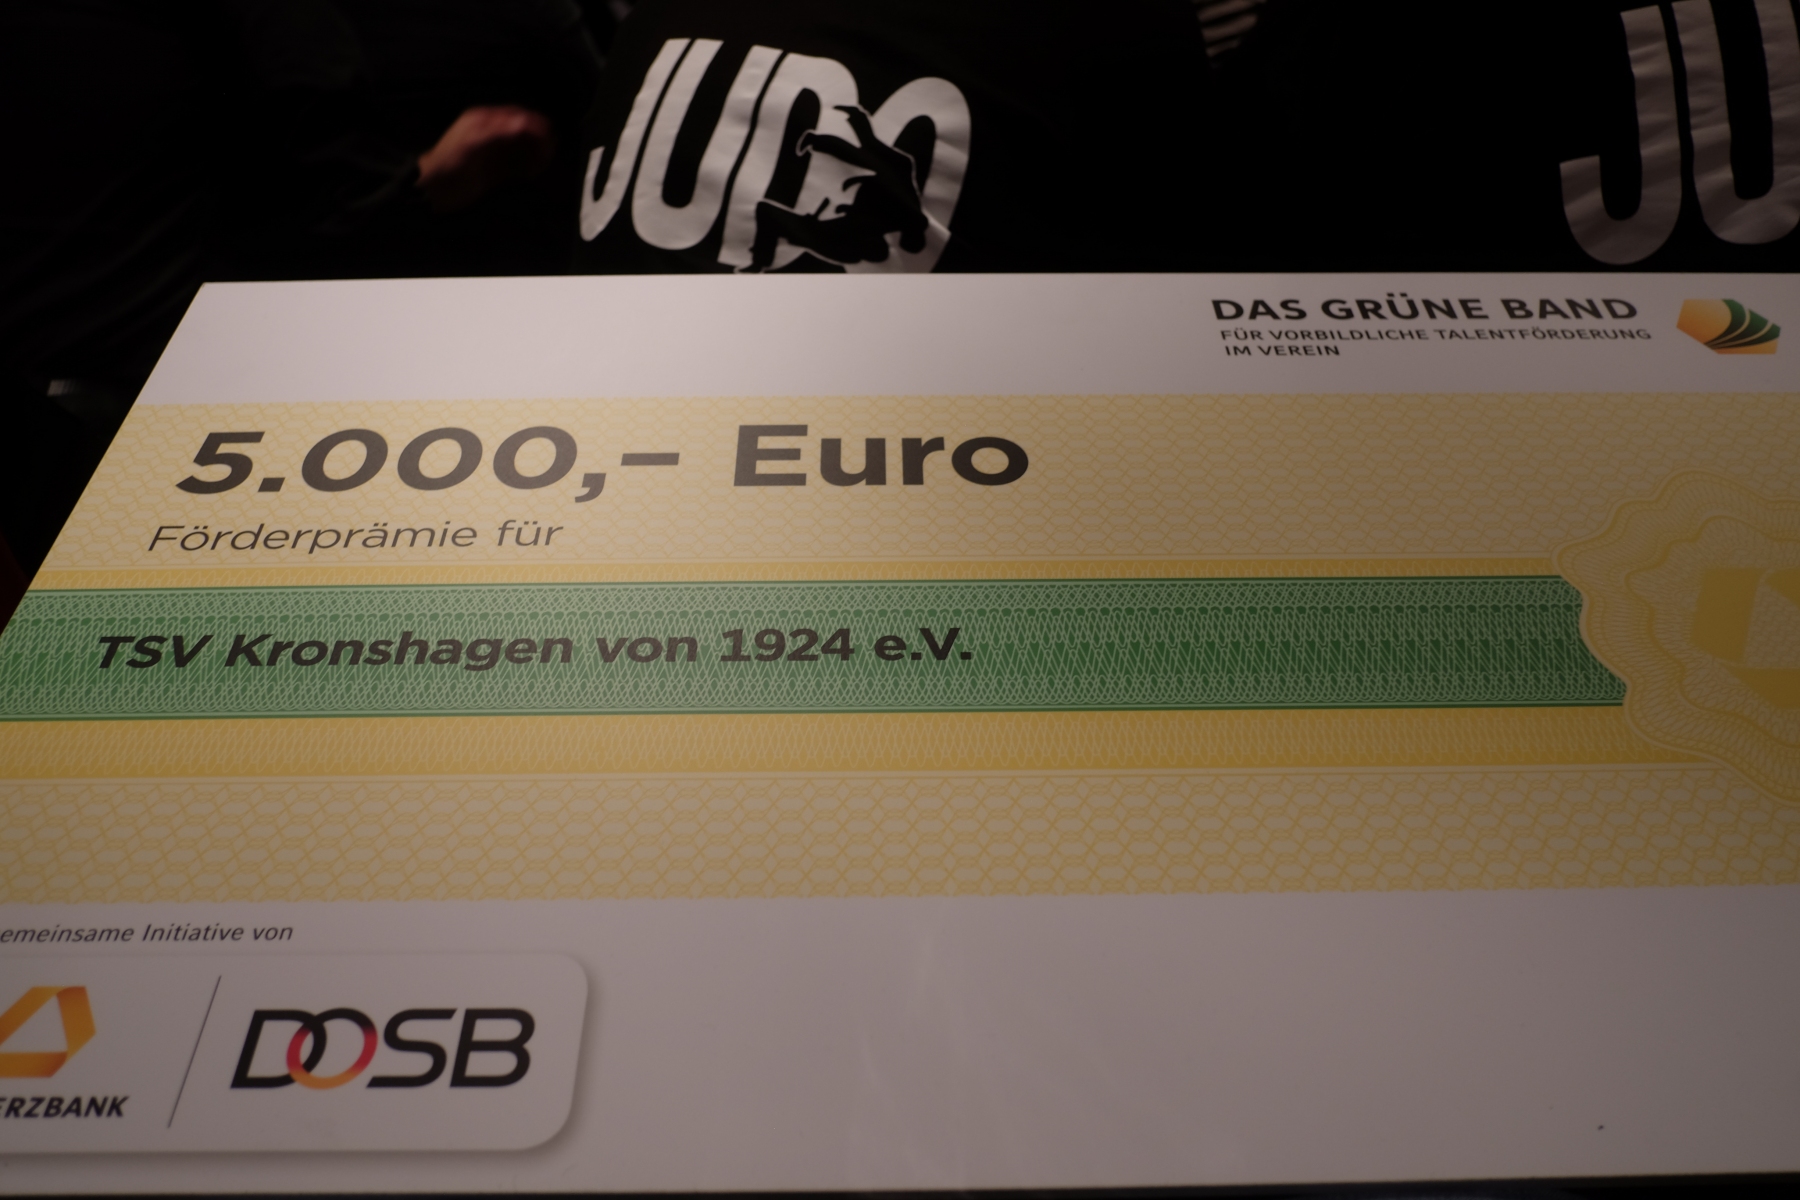 JUDO
JU
DAS GRÜNE BAND
FÜR VORBILDLICHE TALENTFÖRDERUNG
IM VEREIN
5.000,– Euro
Förderprämie für
TSV Kronshagen von 1924 e.V.
emeinsame Initiative von
ERZBANK
DOSB